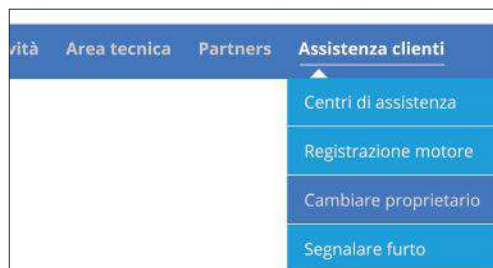 vità Area tecnica Partners Assistenza clienti
Centri di assistenza
Registrazione motore
Cambiare proprietario
Segnalare furto